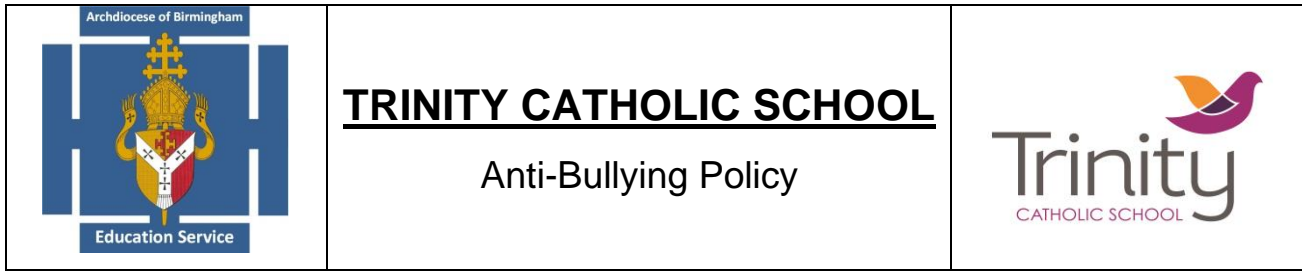 Archdiocese of Birmingham
Education Service
TRINITY CATHOLIC SCHOOL
Anti-Bullying Policy
Trinity
CATHOLIC SCHOOL